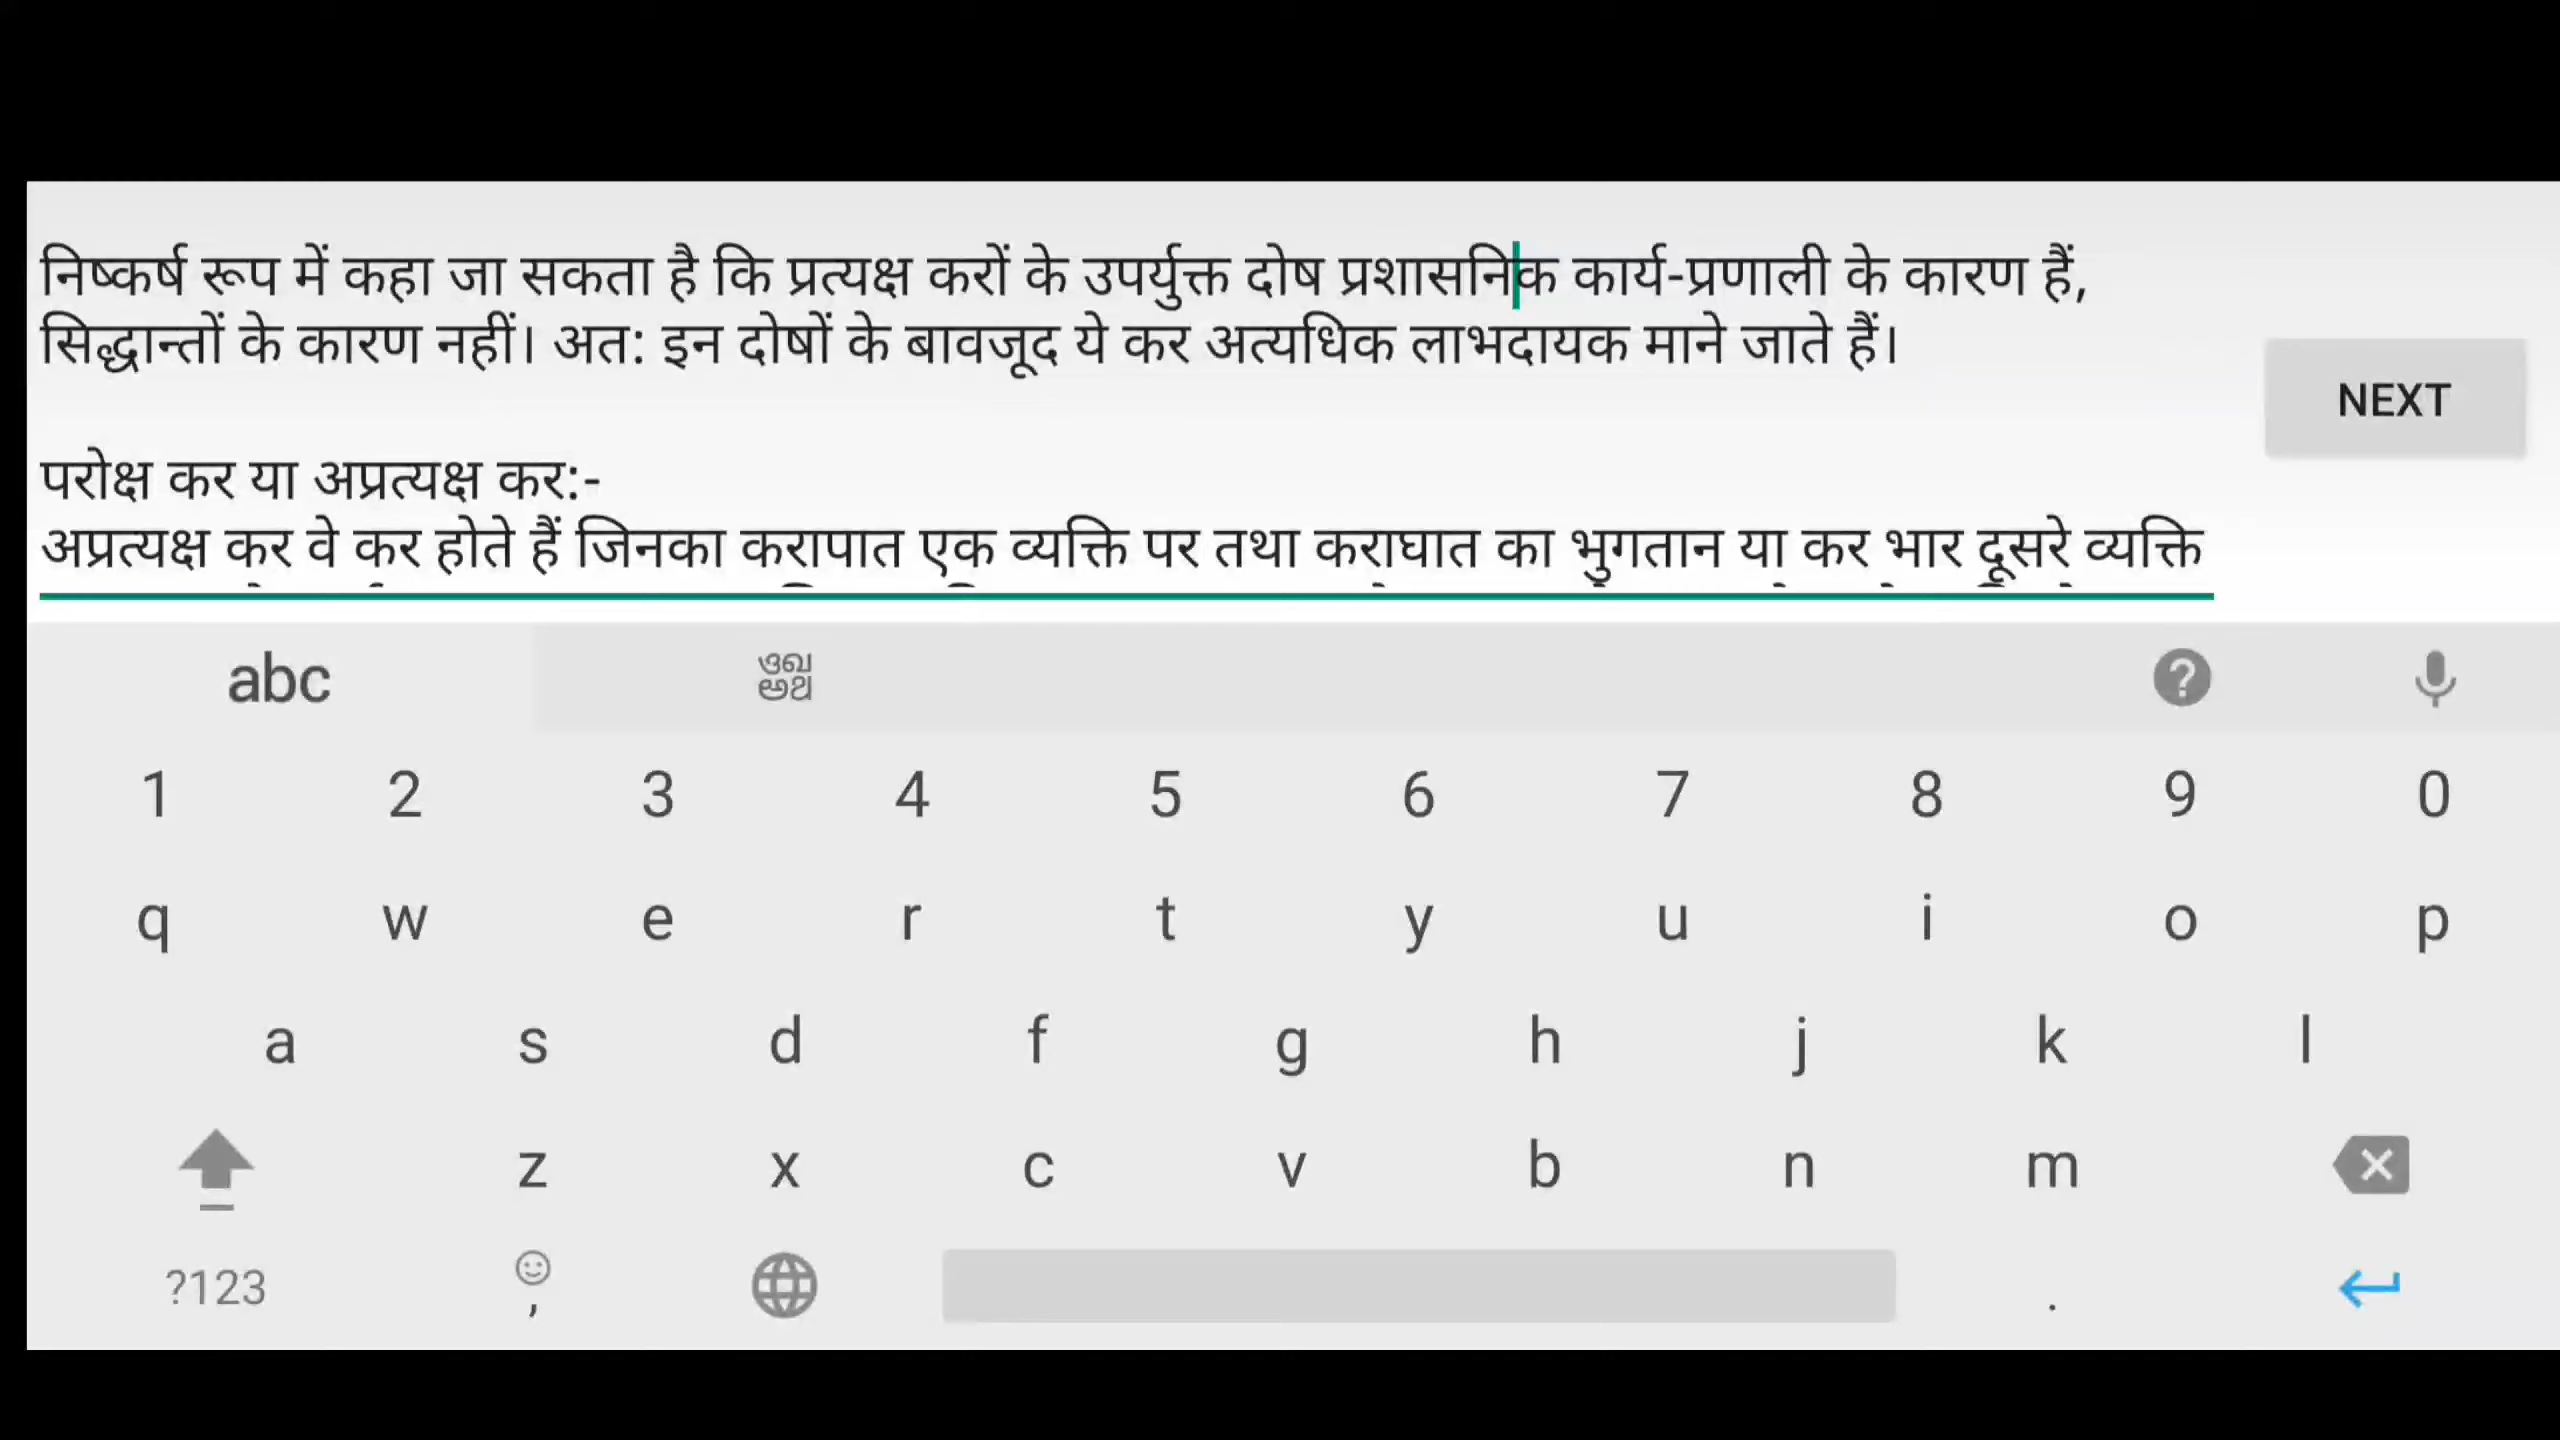 निष्कर्ष रूप में कहा जा सकता है कि प्रत्यक्ष करों के उपर्युक्त दोष प्रशासनिक कार्य-प्रणाली के कारण हैं,
सिद्धान्तों के कारण नहीं। अत: इन दोषों के बावजूद ये कर अत्यधिक लाभदायक माने जाते हैं।
NEXT
परोक्ष कर या अप्रत्यक्ष कर:-
अप्रत्यक्ष कर वे कर होते हैं जिनका करापात एक व्यक्ति पर तथा कराघात का भुगतान या कर भार दूसरे व्यक्ति
abc
1 2 3 4 5 6 7 8 9 0
q w e r t y u i o p
a s d f g h j k l
z x c v b n m
?123 , .